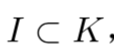 I ⊂ K,